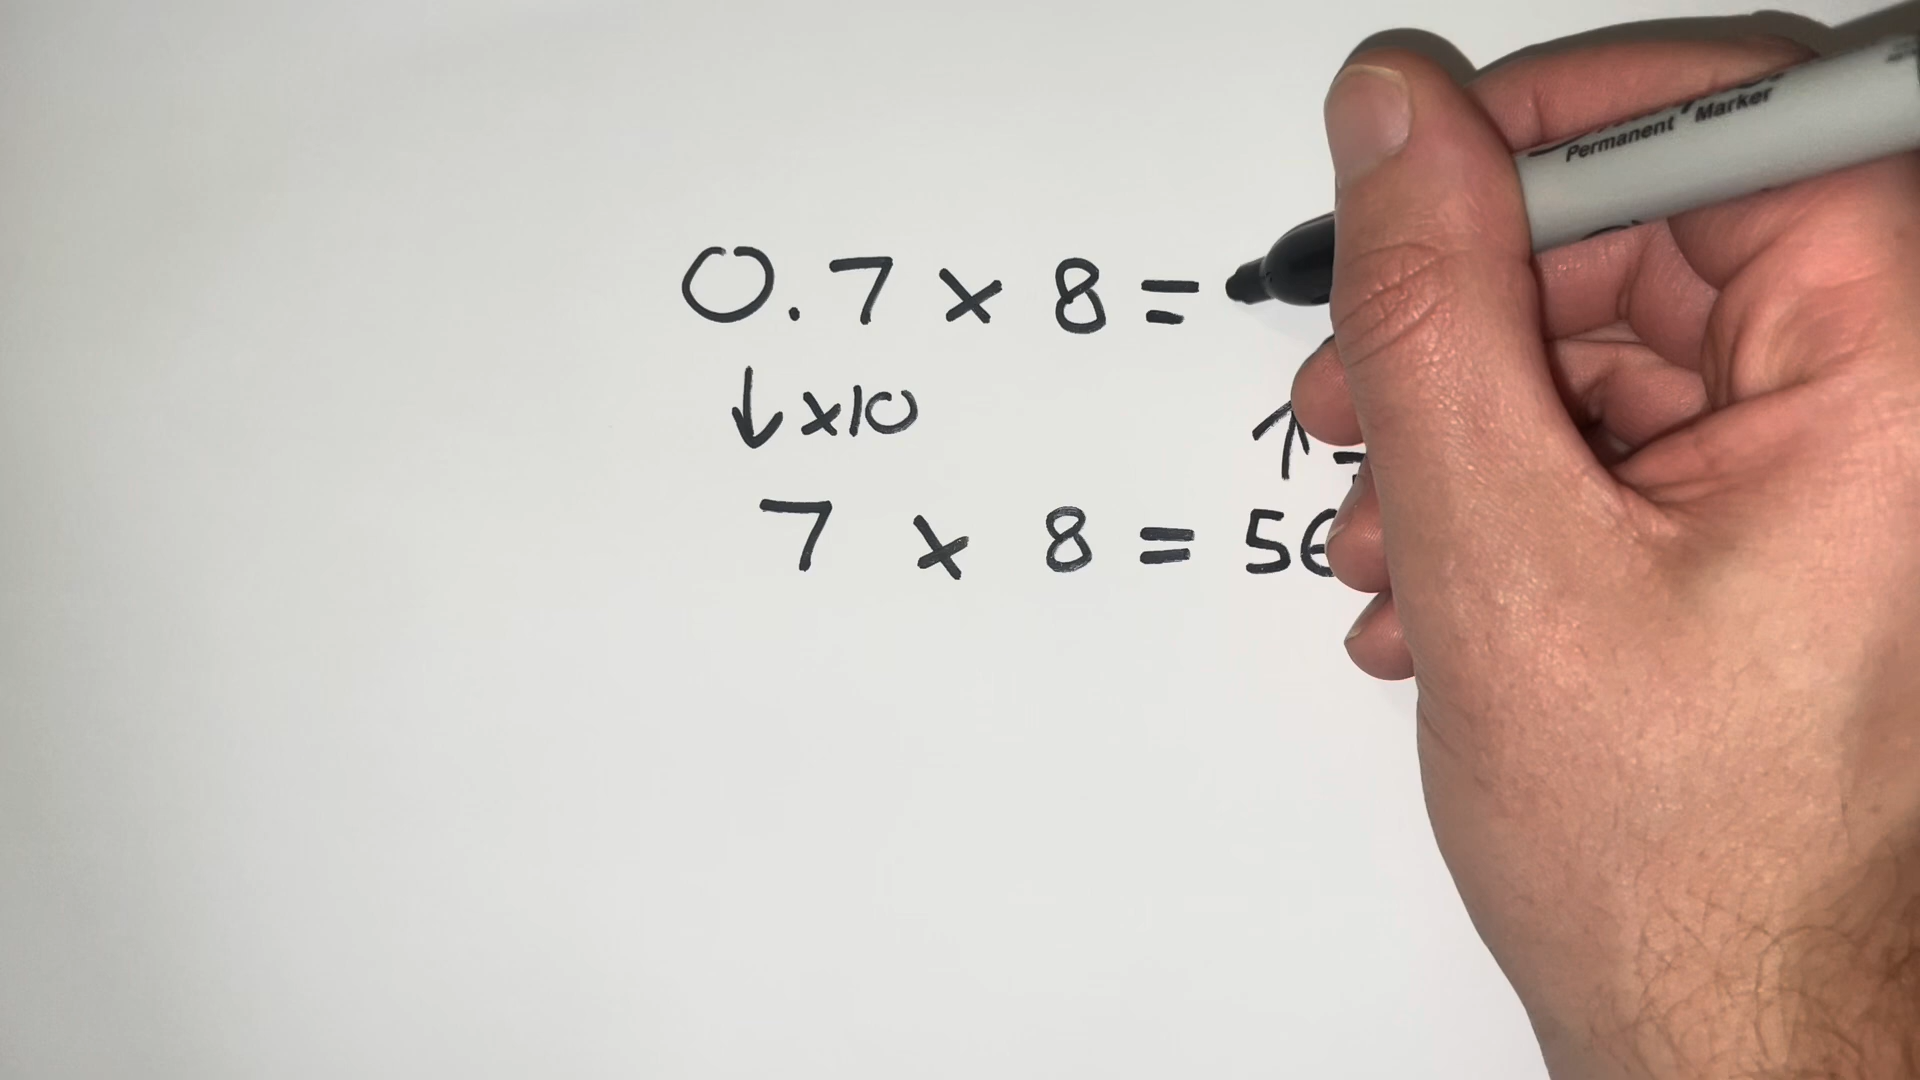 Permanent Marker
0.7 × 8 =
↓ ×10 ↑
7 × 8 = 56